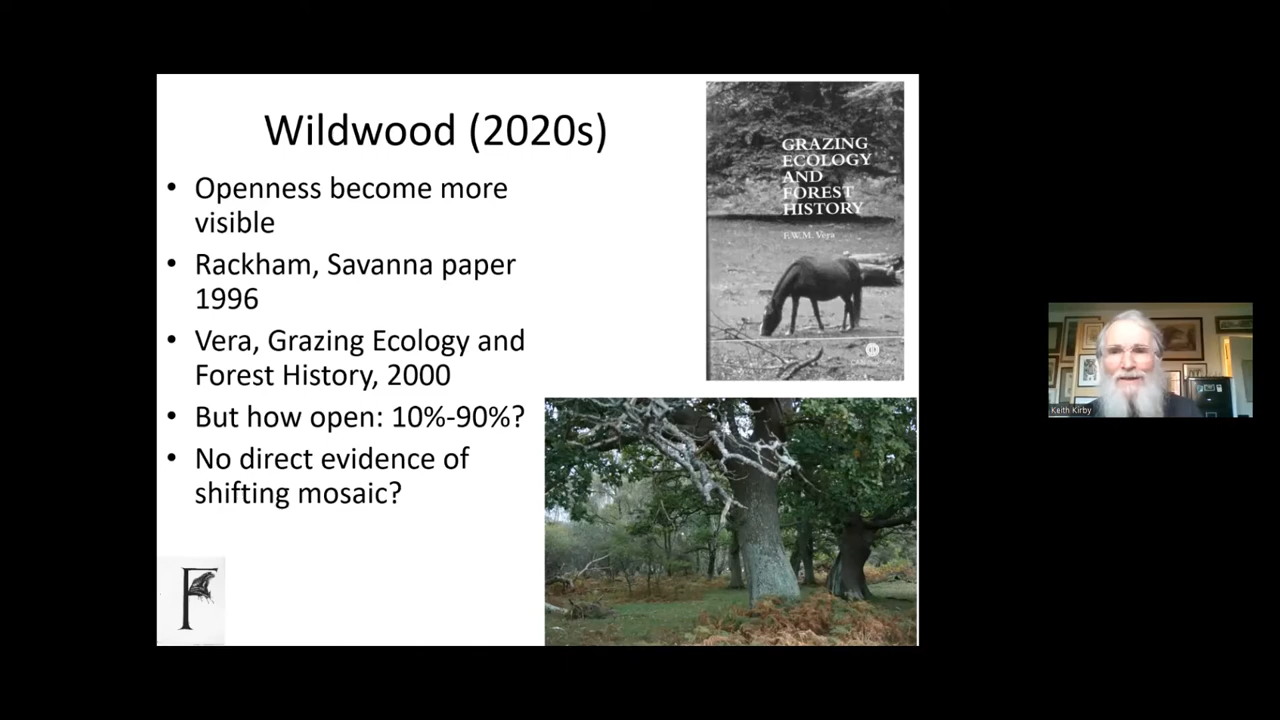 Wildwood (2020s)
• Openness become more
visible
• Rackham, Savanna paper
1996
• Vera, Grazing Ecology and
Forest History, 2000
• But how open: 10%-90%?
• No direct evidence of
shifting mosaic?
GRAZING
ECOLOGY
AND
FOREST
HISTORY
F.W.M. Vera
F
Keith Kirby